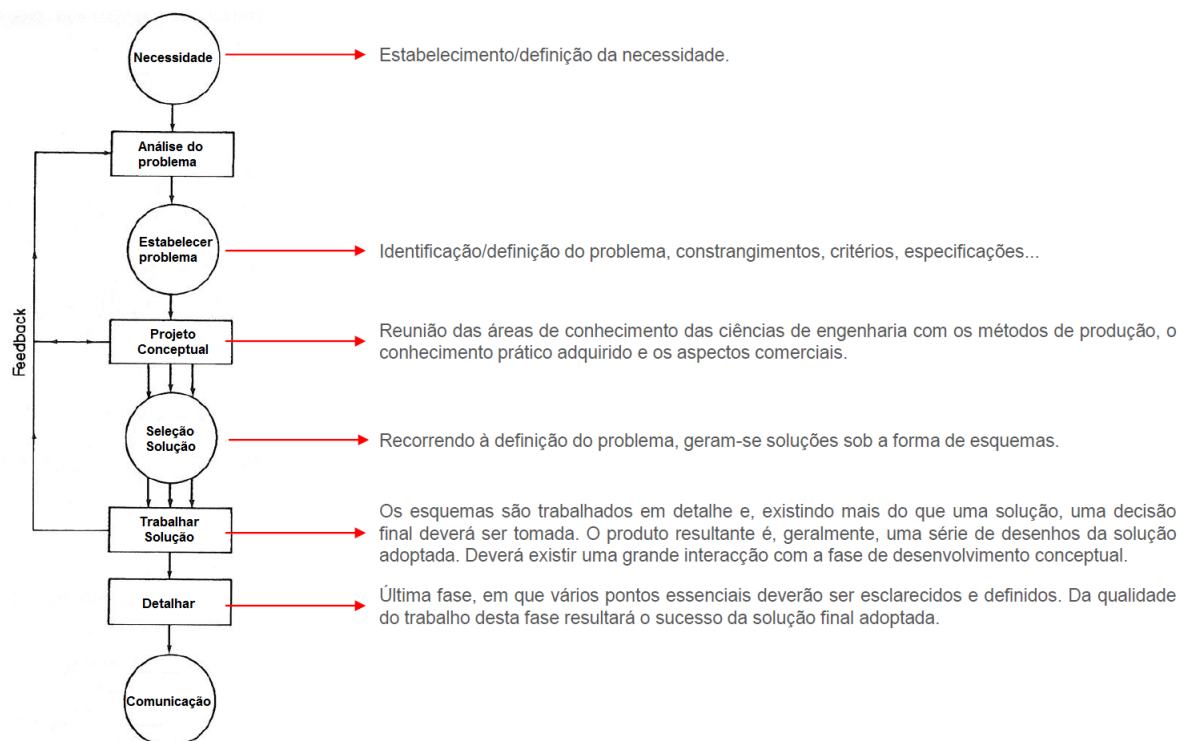 Necessidade
Estabelecimento/definição da necessidade.
Análise do
problema
Estabelecer
problema
Identificação/definição do problema, constrangimentos, critérios, especificações...
Feedback
Projeto
Conceptual
Reunião das áreas de conhecimento das ciências de engenharia com os métodos de produção, o
conhecimento prático adquirido e os aspectos comerciais.
Seleção
Solução
Recorrendo à definição do problema, geram-se soluções sob a forma de esquemas.
Trabalhar
Solução
Os esquemas são trabalhados em detalhe e, existindo mais do que uma solução, uma decisão
final deverá ser tomada. O produto resultante é, geralmente, uma série de desenhos da solução
adoptada. Deverá existir uma grande interacção com a fase de desenvolvimento conceptual.
Detalhar
Última fase, em que vários pontos essenciais deverão ser esclarecidos e definidos. Da qualidade
do trabalho desta fase resultará o sucesso da solução final adoptada.
Comunicação